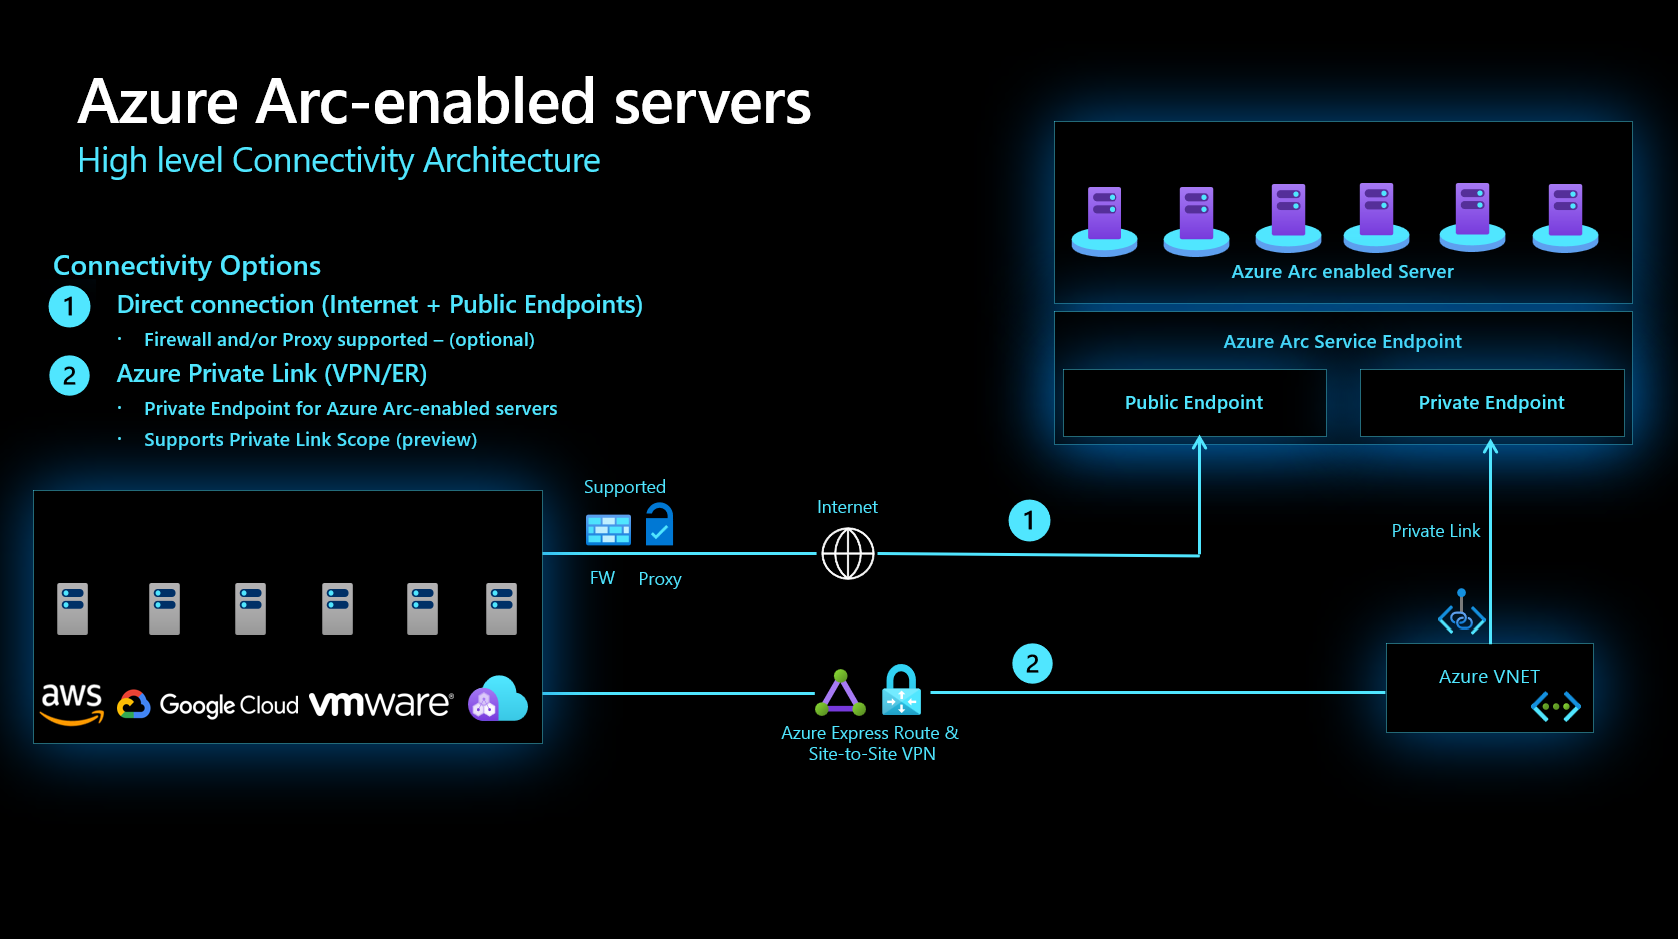 Azure Arc-enabled servers
High level Connectivity Architecture
Connectivity Options
1 Direct connection (Internet + Public Endpoints)
· Firewall and/or Proxy supported – (optional)
2 Azure Private Link (VPN/ER)
· Private Endpoint for Azure Arc-enabled servers
· Supports Private Link Scope (preview)
Azure Arc enabled Server
Azure Arc Service Endpoint
Public Endpoint
Private Endpoint
Supported
FW
Proxy
Internet
1
Private Link
aws
Google Cloud
vmware®
Azure Express Route &
Site-to-Site VPN
2
Azure VNET